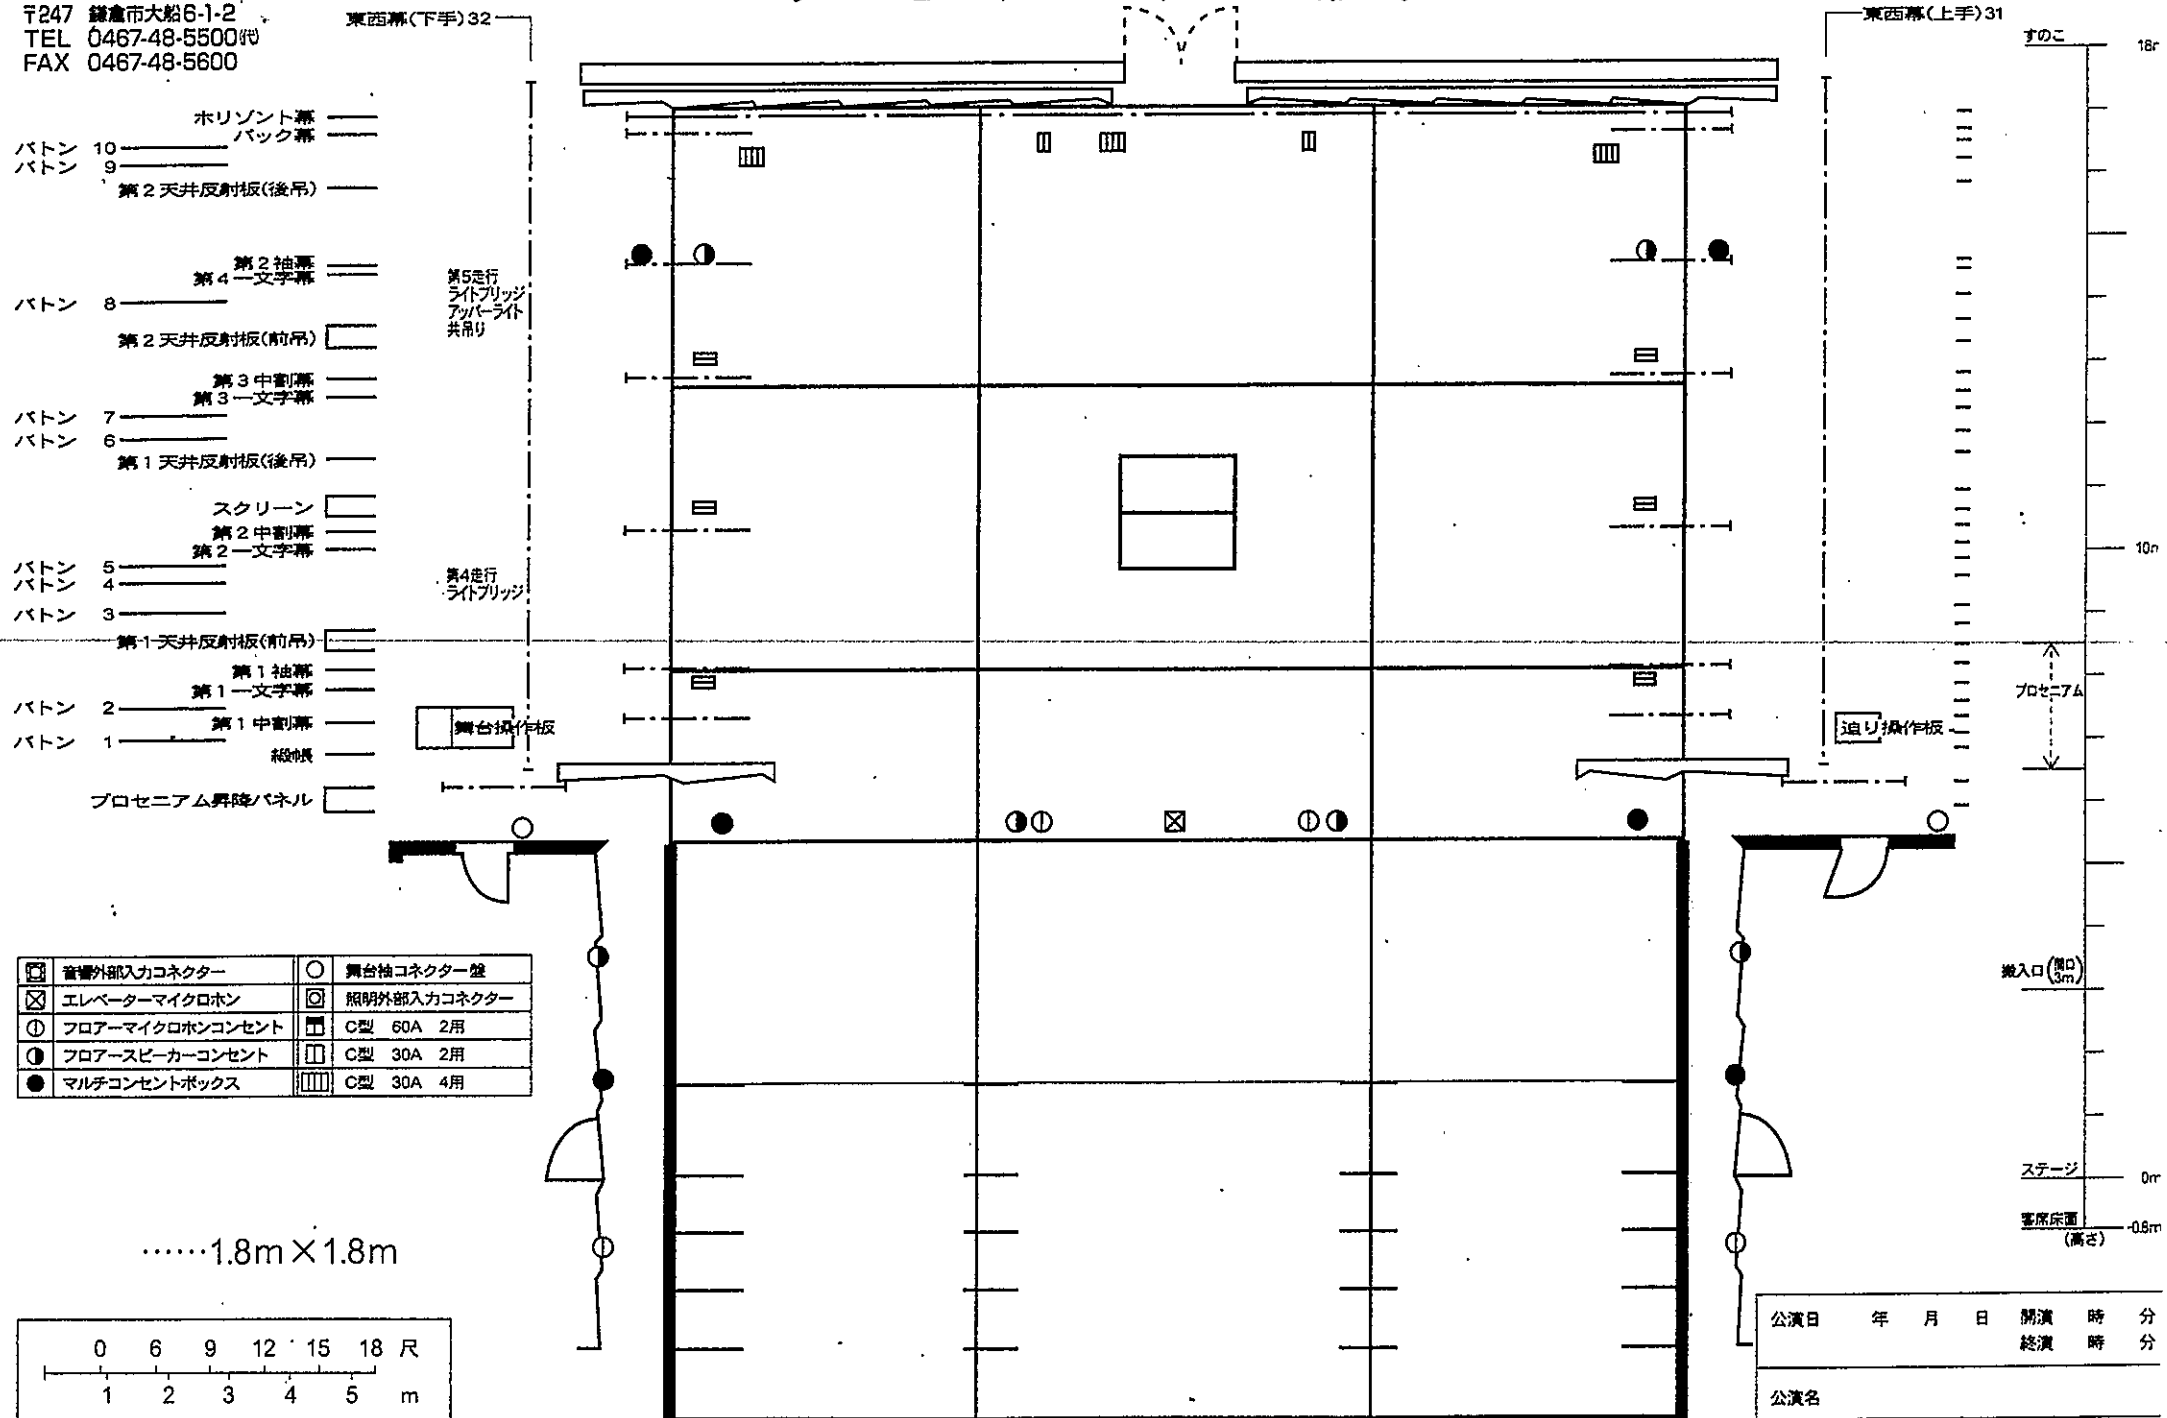 〒247 鎌倉市大船6-1-2
TEL 0467-48-5500㈹
FAX 0467-48-5600
東西幕(下手)32
東西幕(上手)31
すのこ
18m
ホリゾント幕
バック幕
バトン 10
バトン 9
第2天井反射板(後吊)
第2袖幕
第4一文字幕
バトン 8
第2天井反射板(前吊)
第3中割幕
第3一文字幕
バトン 7
バトン 6
第1天井反射板(後吊)
スクリーン
第2中割幕
第2一文字幕
バトン 5
バトン 4
バトン 3
第1天井反射板(前吊)
第1袖幕
第1一文字幕
バトン 2
第1中割幕
バトン 1
緞帳
プロセニアム昇降パネル
第5走行
ライトブリッジ
アッパーライト
共吊り
第4走行
ライトブリッジ
舞台操作板
迫り操作板
10m
プロセニアム
搬入口(間口3m)
ステージ
0m
客席床面
-0.8m
(高さ)
音響外部入力コネクター
舞台袖コネクター盤
エレベーターマイクロホン
照明外部入力コネクター
フロアーマイクロホンコンセント
C型 60A 2用
フロアースピーカーコンセント
C型 30A 2用
マルチコンセントボックス
C型 30A 4用
……1.8m×1.8m
0 6 9 12 15 18 尺
1 2 3 4 5 m
公演日 年 月 日 開演 時 分
終演 時 分
公演名